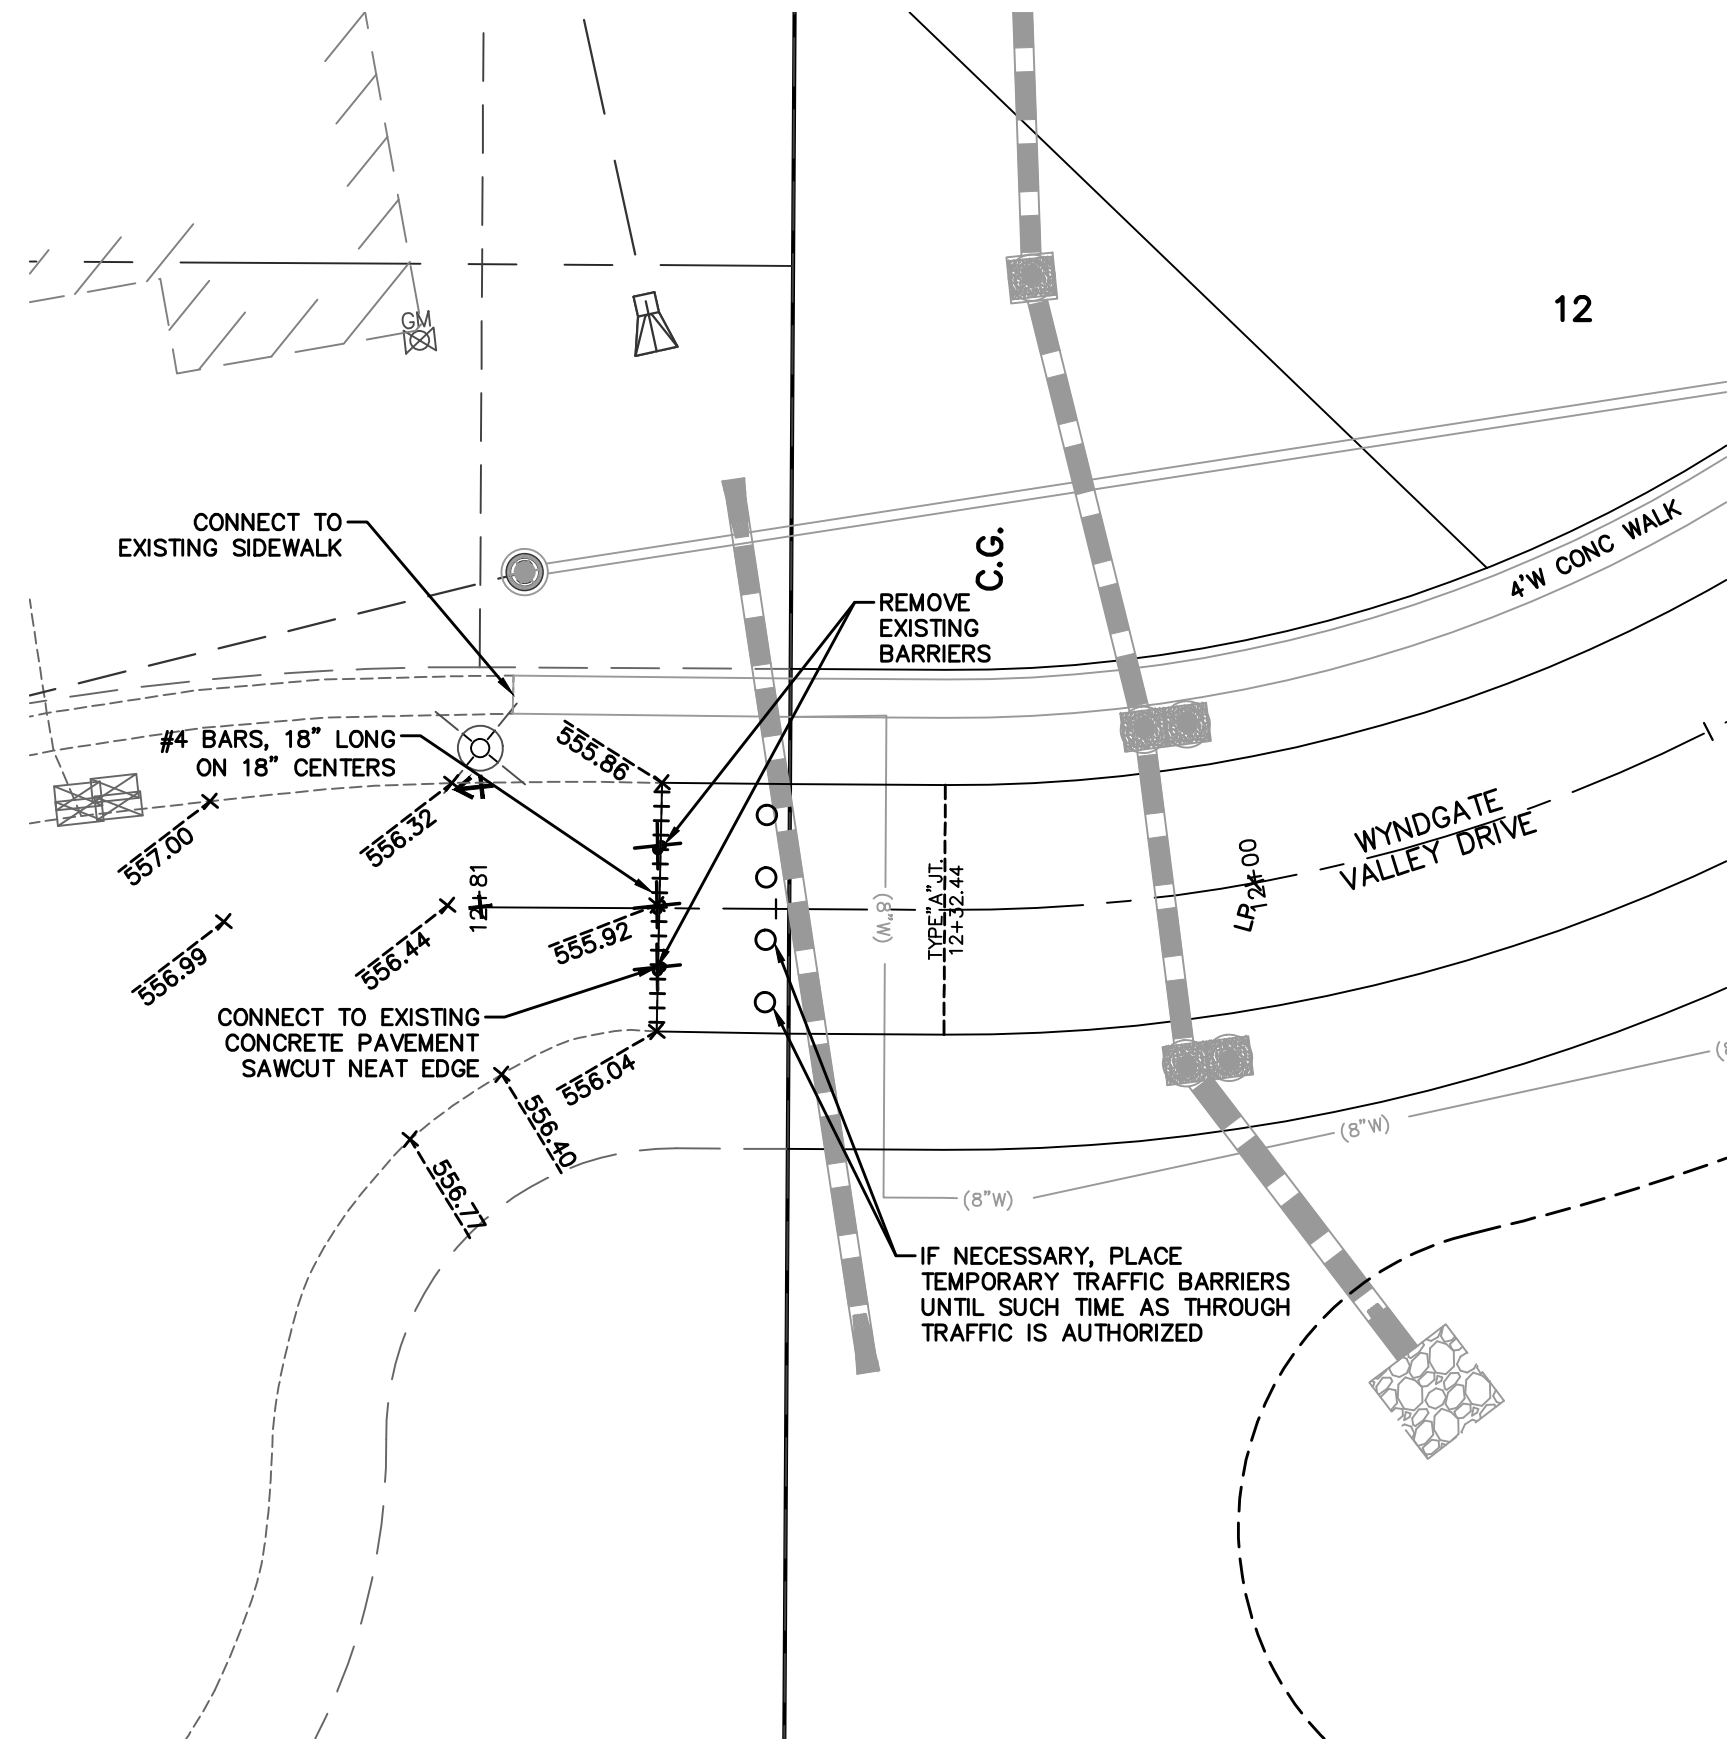 12
GM
CONNECT TO
EXISTING SIDEWALK
C.G.
4'W CONC WALK
REMOVE
EXISTING
BARRIERS
#4 BARS, 18" LONG
ON 18" CENTERS
555.86
557.00
556.32
12+81
WYNDGATE
VALLEY DRIVE
12+00
LP
TYPE"A"JT.
12+32.44
(8"W)
555.92
556.44
556.99
CONNECT TO EXISTING
CONCRETE PAVEMENT
SAWCUT NEAT EDGE
556.04
556.40
556.77
(8"W)
(8"W)
(8
IF NECESSARY, PLACE
TEMPORARY TRAFFIC BARRIERS
UNTIL SUCH TIME AS THROUGH
TRAFFIC IS AUTHORIZED